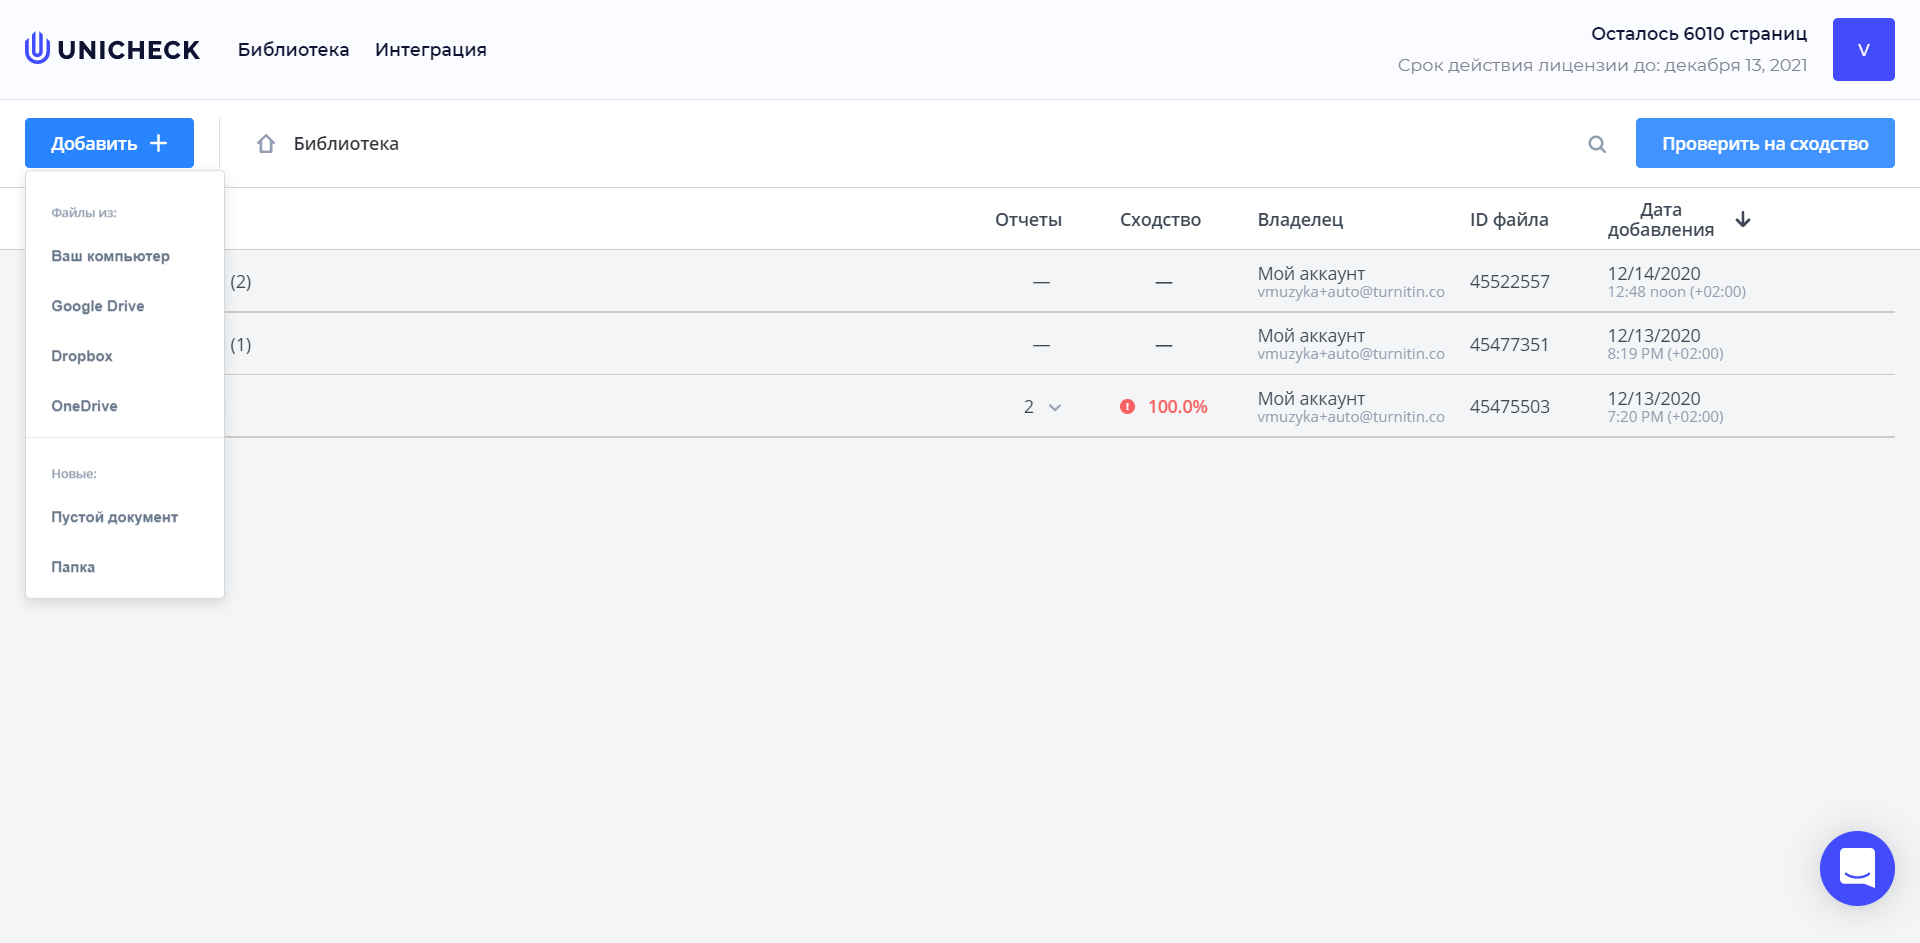 UNICHECK
Библиотека
Интеграция
Осталось 6010 страниц
Срок действия лицензии до: декабря 13, 2021
V
Добавить
Библиотека
Проверить на сходство
Файлы из:
Ваш компьютер
Google Drive
Dropbox
OneDrive
Новые:
Пустой документ
Папка
Отчеты
Сходство
Владелец
ID файла
Дата
добавления
(2)
—
—
Мой аккаунт
vmuzyka+auto@turnitin.co
45522557
12/14/2020
12:48 noon (+02:00)
(1)
—
—
Мой аккаунт
vmuzyka+auto@turnitin.co
45477351
12/13/2020
8:19 PM (+02:00)
2
100.0%
Мой аккаунт
vmuzyka+auto@turnitin.co
45475503
12/13/2020
7:20 PM (+02:00)